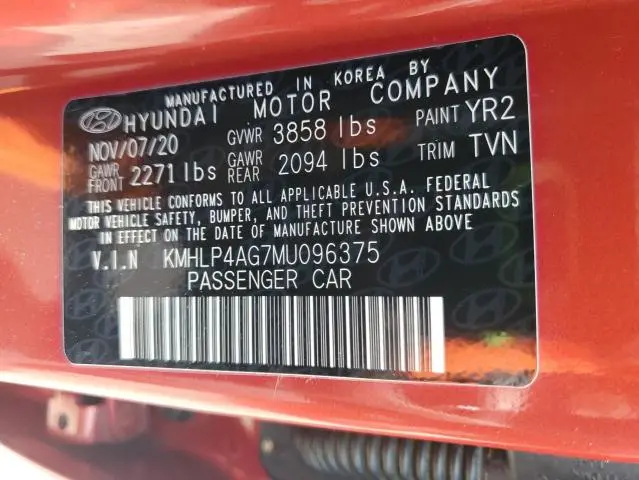 MANUFACTURED IN KOREA BY
HYUNDAI MOTOR COMPANY
NOV/07/20 GVWR 3858 lbs PAINT YR2
GAWR FRONT 2271 lbs GAWR REAR 2094 lbs TRIM TVN
THIS VEHICLE CONFORMS TO ALL APPLICABLE U.S.A. FEDERAL
MOTOR VEHICLE SAFETY, BUMPER, AND THEFT PREVENTION STANDARDS
IN EFFECT ON THE DATE OF MANUFACTURE SHOWN ABOVE.
V.I.N KMHLP4AG7MU096375
PASSENGER CAR